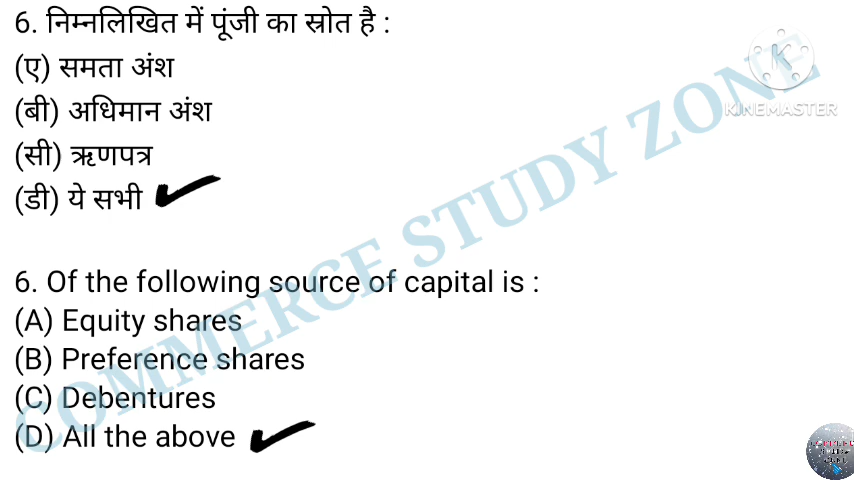 6. निम्नलिखित में पूंजी का स्रोत है :
(ए) समता अंश
(बी) अधिमान अंश
(सी) ऋणपत्र
(डी) ये सभी
6. Of the following source of capital is :
(A) Equity shares
(B) Preference shares
(C) Debentures
(D) All the above
COMMERCE STUDY ZONE
K
KINEMASTER